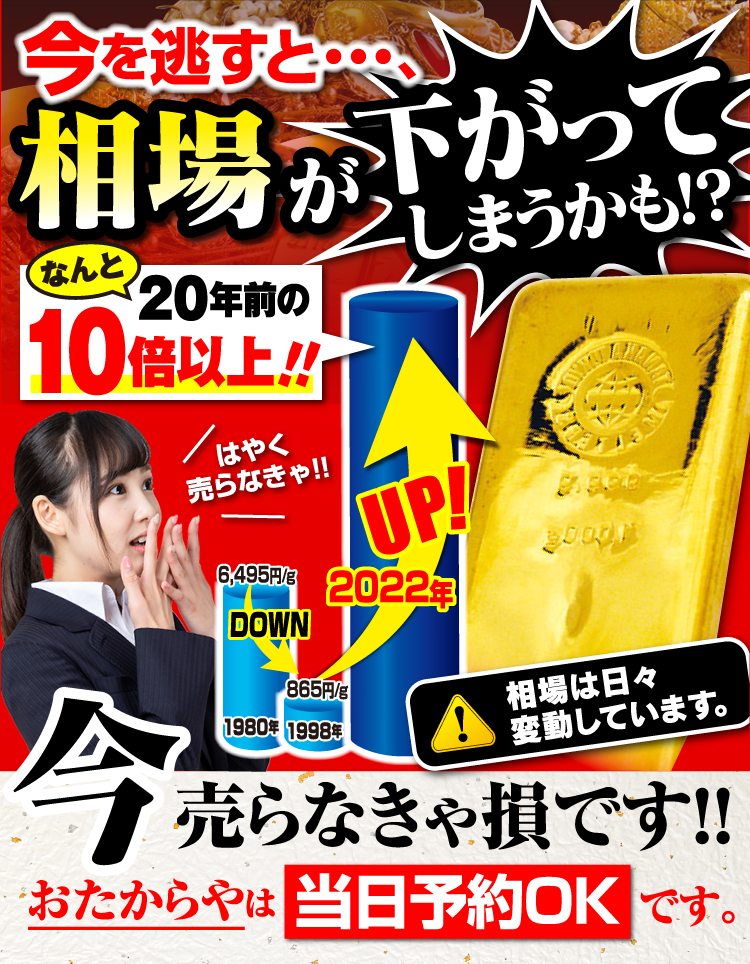 今を逃すと…、
相場が
下がって
しまうかも!?
なんと
20年前の
10倍以上!!
はやく
売らなきゃ!!
UP!
2022年
6,495円/g
DOWN
865円/g
1980年
1998年
相場は日々
変動しています。
今売らなきゃ損です!!
おたからやは当日予約OKです。